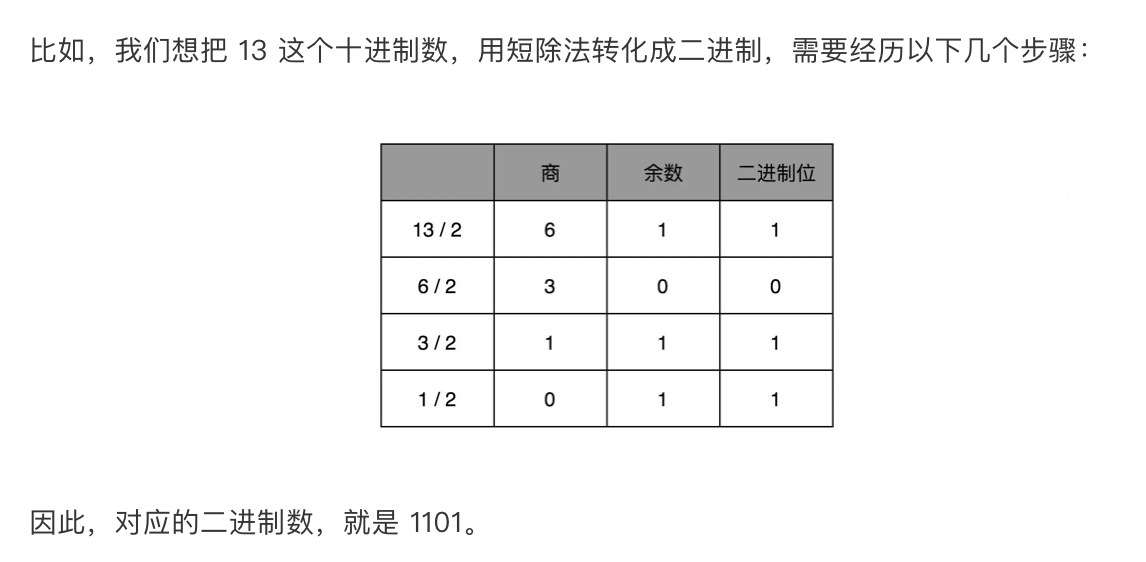 比如，我们想把 13 这个十进制数，用短除法转化成二进制，需要经历以下几个步骤：
商 余数 二进制位
13 / 2 6 1 1
6 / 2 3 0 0
3 / 2 1 1 1
1 / 2 0 1 1
因此，对应的二进制数，就是 1101。